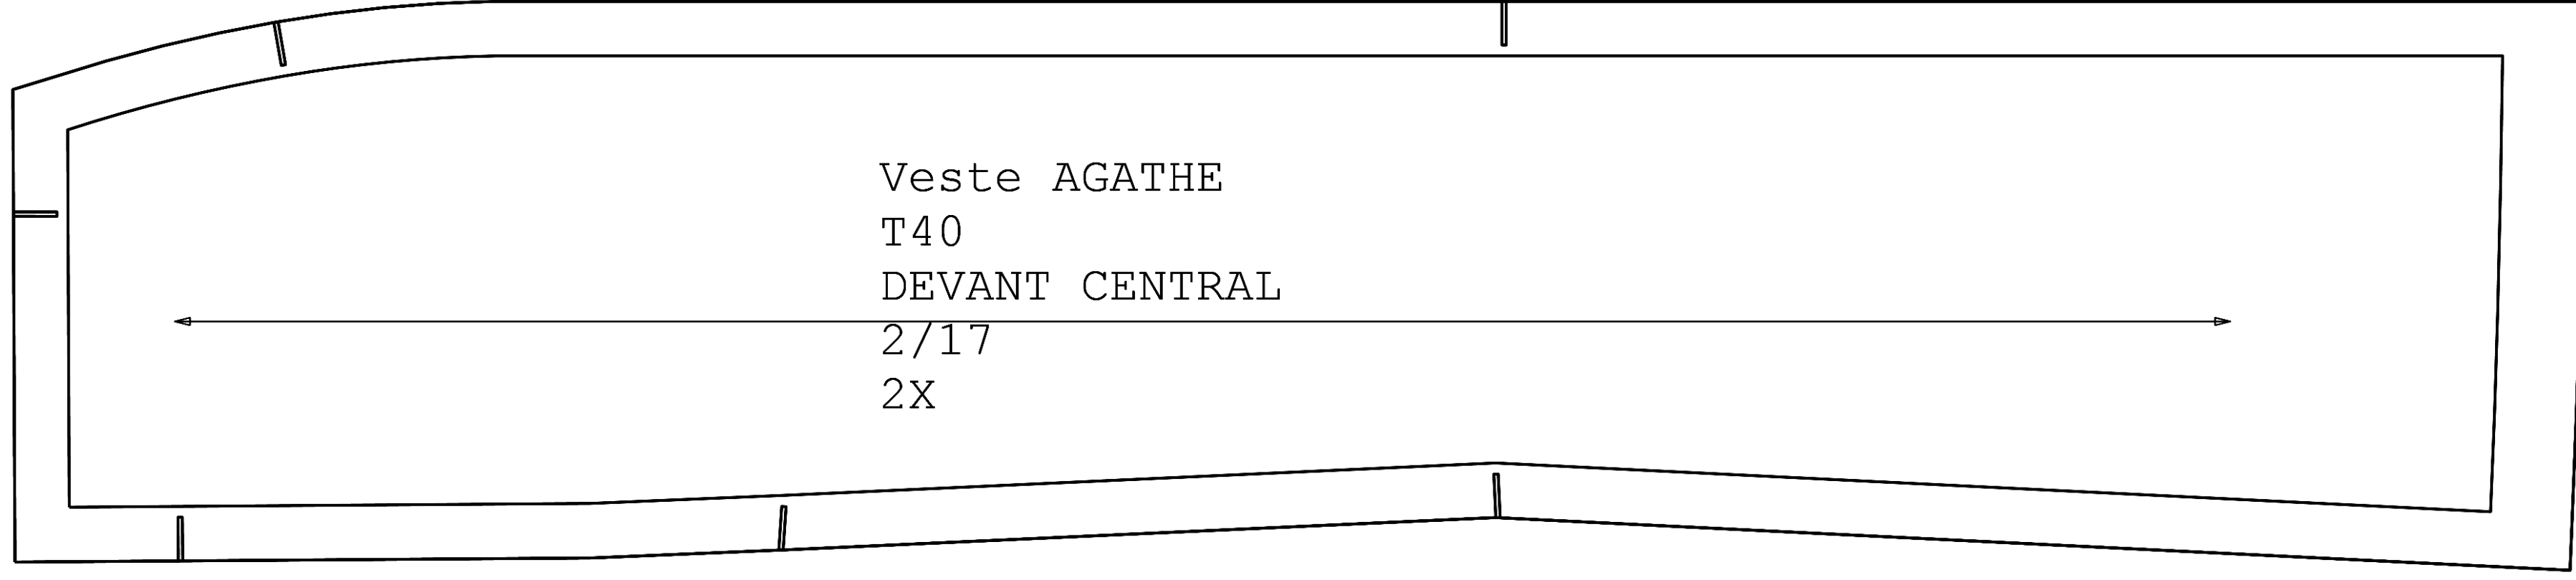 Veste AGATHE
T40
DEVANT CENTRAL
2/17
2X